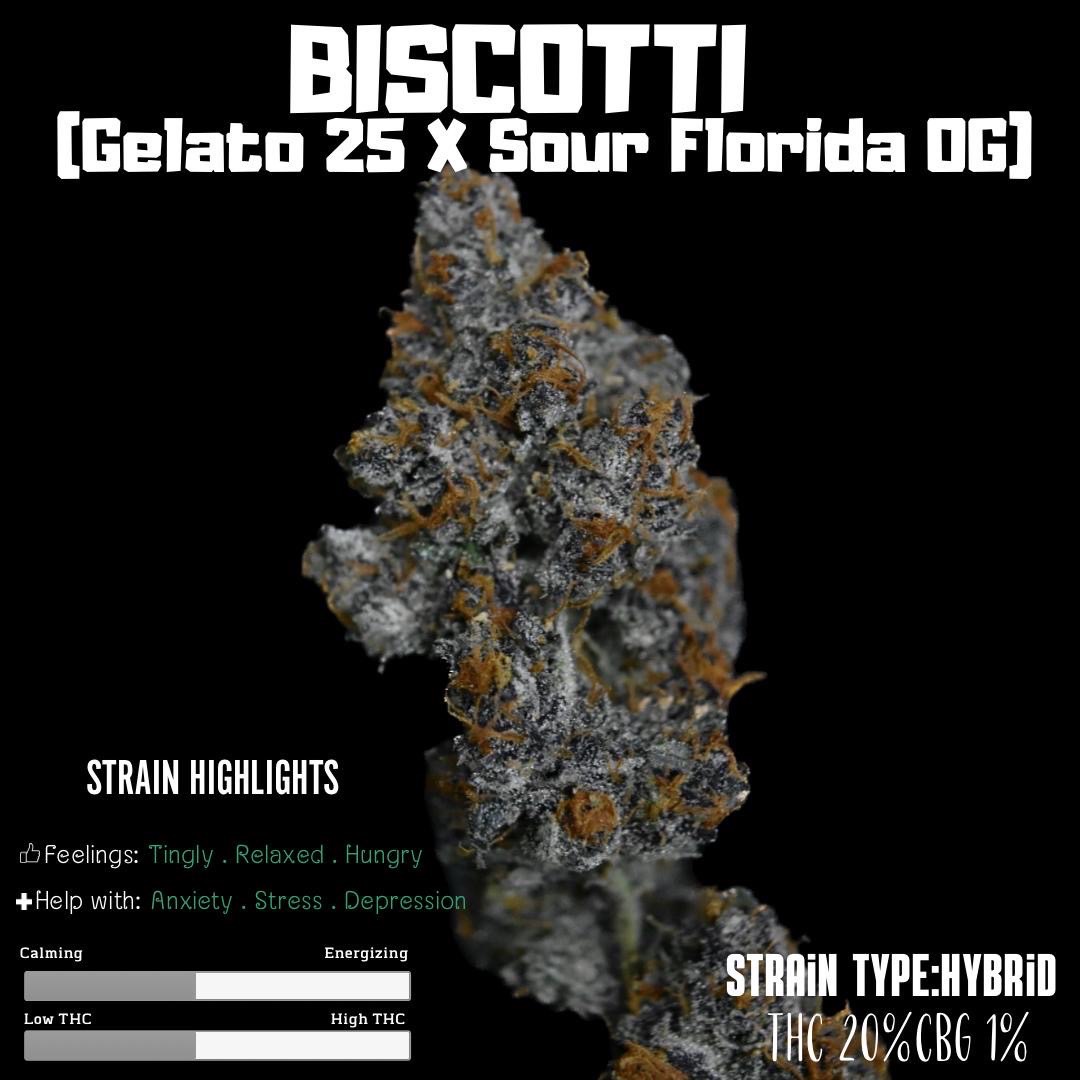 BISCOTTI
[Gelato 25 X Sour Florida OG]
STRAIN HIGHLIGHTS
Feelings: Tingly . Relaxed . Hungry
Help with: Anxiety . Stress . Depression
Calming Energizing
Low THC High THC
STRAiN TYPE:HYBRiD
THC 20%CBG 1%